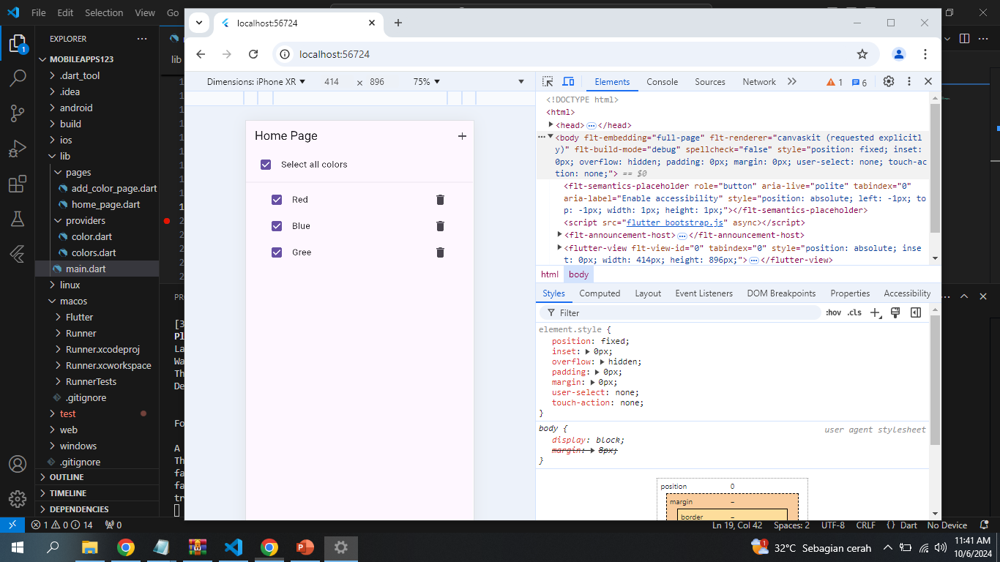 File Edit Selection View Go
EXPLORER
MOBILEAPPS123
.dart_tool
.idea
android
build
ios
lib
pages
add_color_page.dart
home_page.dart
providers
color.dart
colors.dart
main.dart
linux
macos
Flutter
Runner
Runner.xcodeproj
Runner.xcworkspace
RunnerTests
.gitignore
test
web
windows
.gitignore
OUTLINE
TIMELINE
DEPENDENCIES
1
lib
localhost:56724
localhost:56724
Dimensions: iPhone XR 414 × 896 75%
Home Page
Select all colors
Red
Blue
Gree
Elements Console Sources Network 1 6
<!DOCTYPE html>
<html>
<head> </head>
<body flt-embedding="full-page" flt-renderer="canvaskit (requested explicitl
y)" flt-build-mode="debug" spellcheck="false" style="position: fixed; inset:
0px; overflow: hidden; padding: 0px; margin: 0px; user-select: none; touch-ac
tion: none;"> == $0
<flt-semantics-placeholder role="button" aria-live="polite" tabindex="0"
aria-label="Enable accessibility" style="position: absolute; left: -1px; to
p: -1px; width: 1px; height: 1px;"></flt-semantics-placeholder>
<script src="flutter_bootstrap.js" async></script>
<flt-announcement-host> </flt-announcement-host>
<flutter-view flt-view-id="0" tabindex="0" style="position: absolute; inse
t: 0px; width: 414px; height: 896px;"> </flutter-view>
html body
Styles Computed Layout Event Listeners DOM Breakpoints Properties Accessibility
Filter :hov .cls
element.style {
position: fixed;
inset: 0px;
overflow: hidden;
padding: 0px;
margin: 0px;
user-select: none;
touch-action: none;
}
body { user agent stylesheet
display: block;
margin: 8px;
}
position 0
margin –
border –
1 0 14 0
Ln 19, Col 42 Spaces: 2 UTF-8 CRLF {} Dart No Device
1 32°C Sebagian cerah 11:41 AM
10/6/2024